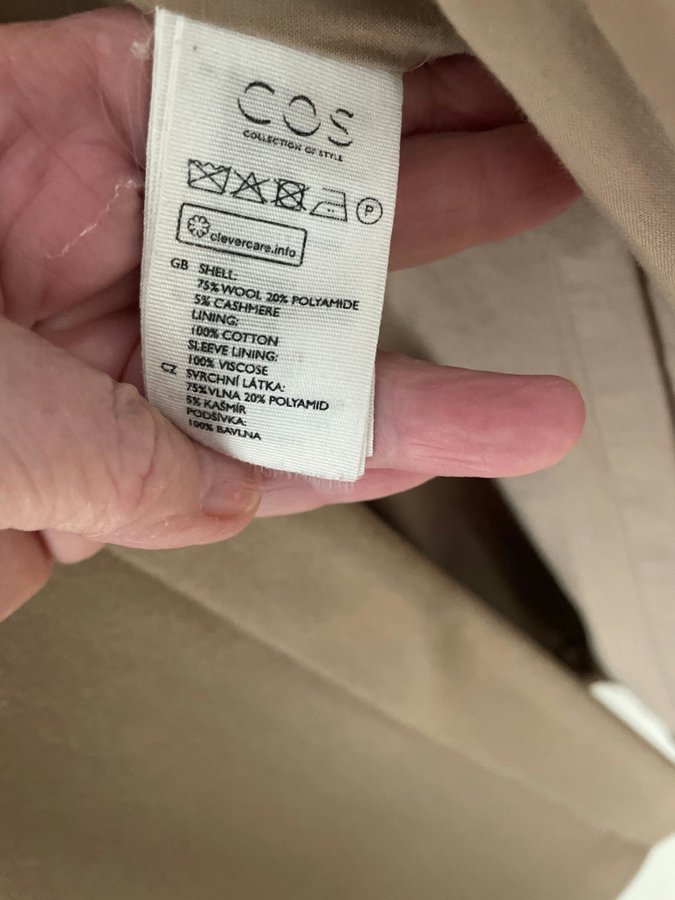 COS
COLLECTION OF STYLE
P
clevercare.info
GB SHELL:
75% WOOL 20% POLYAMIDE
5% CASHMERE
LINING:
100% COTTON
SLEEVE LINING:
100% VISCOSE
CZ SVRCHNÍ LÁTKA:
75% VLNA 20% POLYAMID
5% KAŠMÍR
PODŠÍVKA:
100% BAVLNA